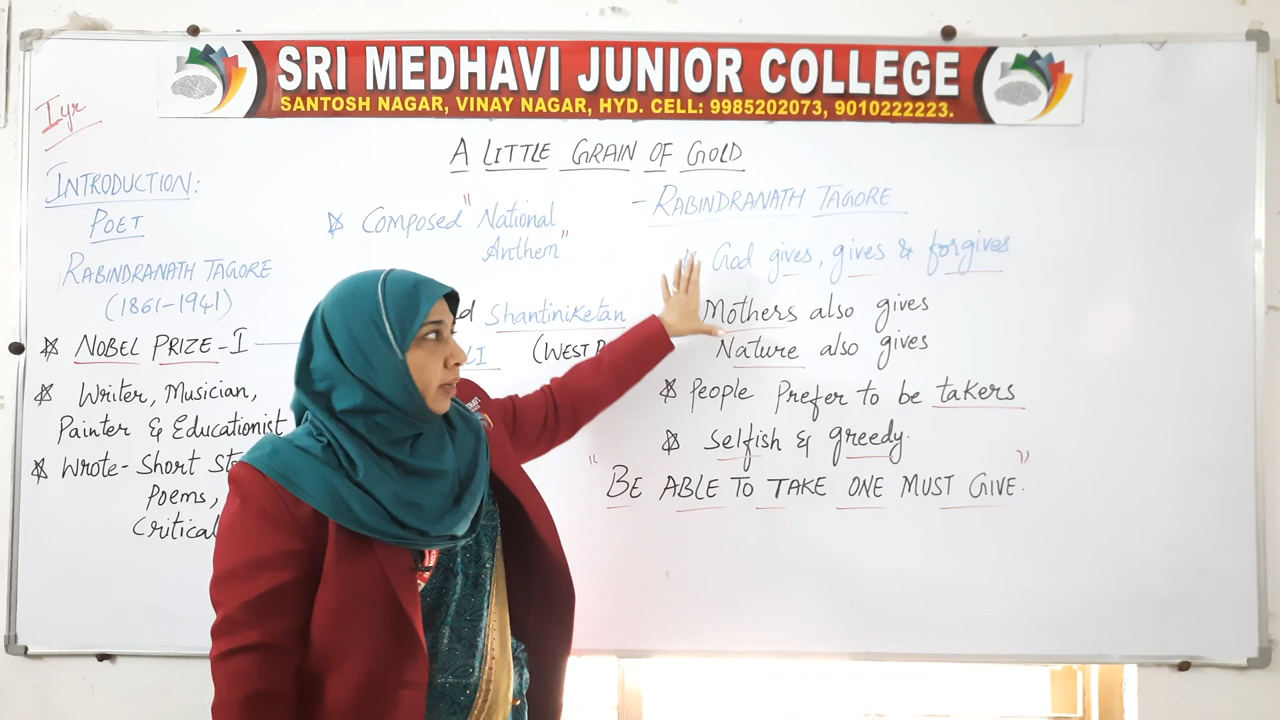 SRI MEDHAVI JUNIOR COLLEGE
SANTOSH NAGAR, VINAY NAGAR, HYD. CELL: 9985202073, 9010222223.
I yr
A LITTLE GRAIN OF GOLD
- RABINDRANATH TAGORE
INTRODUCTION:
POET
RABINDRANATH TAGORE
(1861-1941)
NOBEL PRIZE-I
Writer, Musician,
Painter & Educationist
Wrote- Short
Poems,
Critical
Composed "National
Anthem"
Shantiniketan
(WEST
God gives, gives & forgives
Mothers also gives
Nature also gives
People Prefer to be takers
Selfish & greedy.
"BE ABLE TO TAKE ONE MUST GIVE."